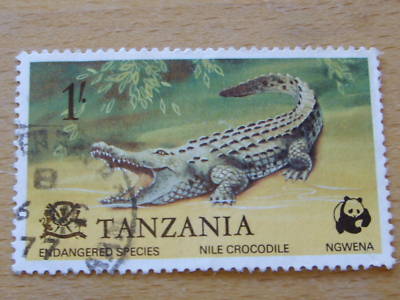 1/-
TANZANIA
ENDANGERED SPECIES NILE CROCODILE NGWENA